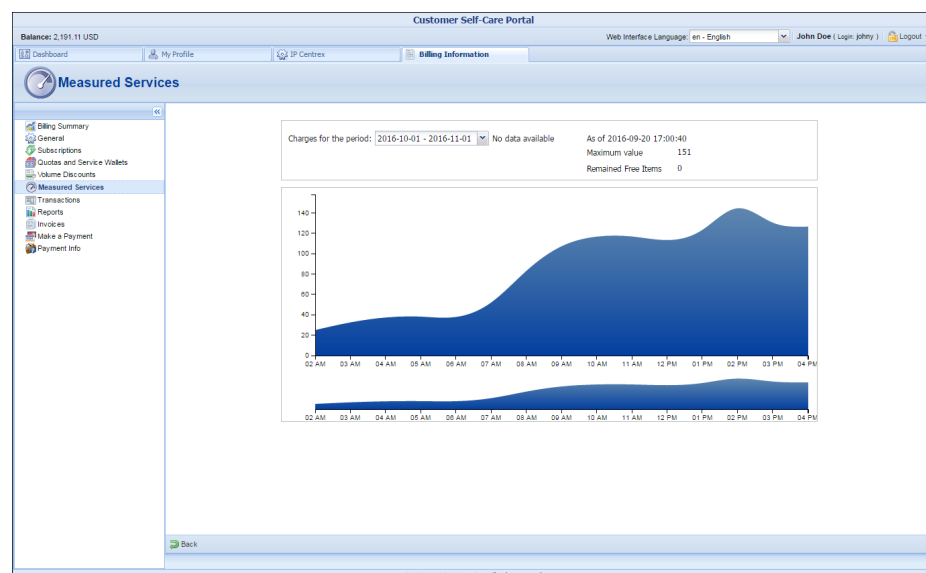 Customer Self-Care Portal
Balance: 2,191.11 USD
Web Interface Language: en - English
John Doe ( Login: johny )
Logout
Dashboard
My Profile
IP Centrex
Billing Information
Measured Services
Billing Summary
General
Subscriptions
Quotas and Service Wallets
Volume Discounts
Measured Services
Transactions
Reports
Invoices
Make a Payment
Payment Info
Charges for the period: 2016-10-01 - 2016-11-01 No data available
As of 2016-09-20 17:00:40
Maximum value 151
Remained Free Items 0
140
120
100
80
60
40
20
0
02 AM 03 AM 04 AM 05 AM 06 AM 07 AM 08 AM 09 AM 10 AM 11 AM 12 PM 01 PM 02 PM 03 PM 04 PM
02 AM 03 AM 04 AM 05 AM 06 AM 07 AM 08 AM 09 AM 10 AM 11 AM 12 PM 01 PM 02 PM 03 PM 04 PM
Back